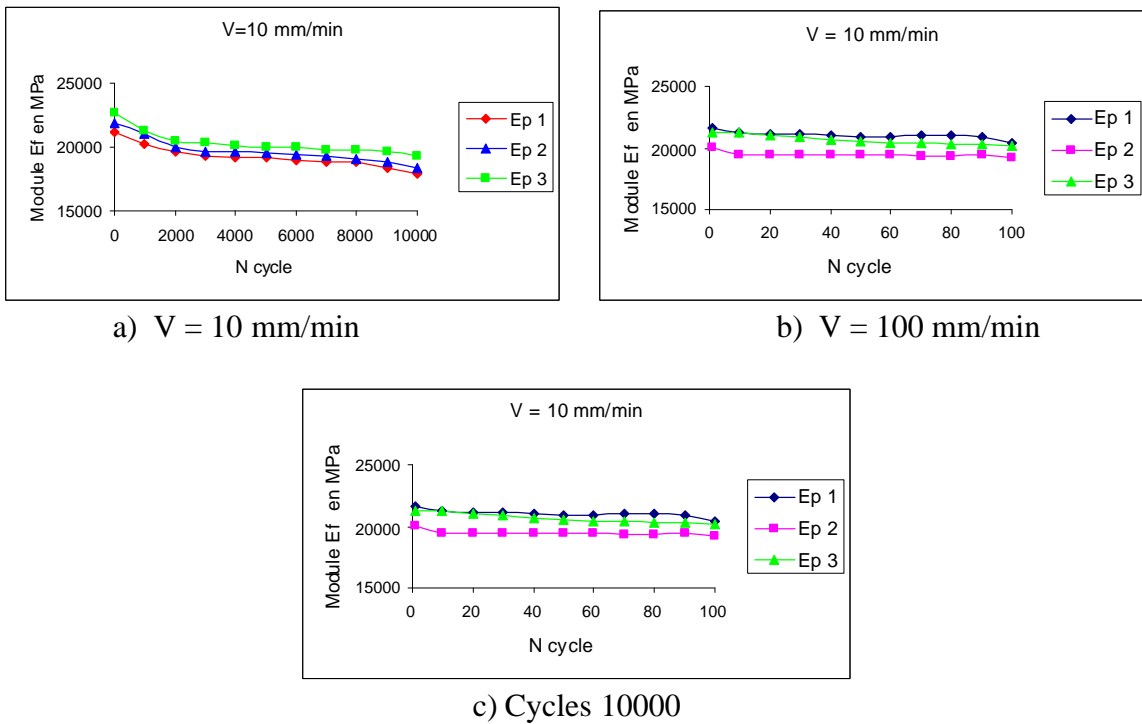 V=10 mm/min
Module Ef en MPa
25000
20000
15000
0 2000 4000 6000 8000 10000
N cycle
Ep 1
Ep 2
Ep 3
a) V = 10 mm/min
V = 10 mm/min
Module Ef en MPa
25000
20000
15000
0 20 40 60 80 100
N cycle
Ep 1
Ep 2
Ep 3
b) V = 100 mm/min
V = 10 mm/min
Module Ef en MPa
25000
20000
15000
0 20 40 60 80 100
N cycle
Ep 1
Ep 2
Ep 3
c) Cycles 10000